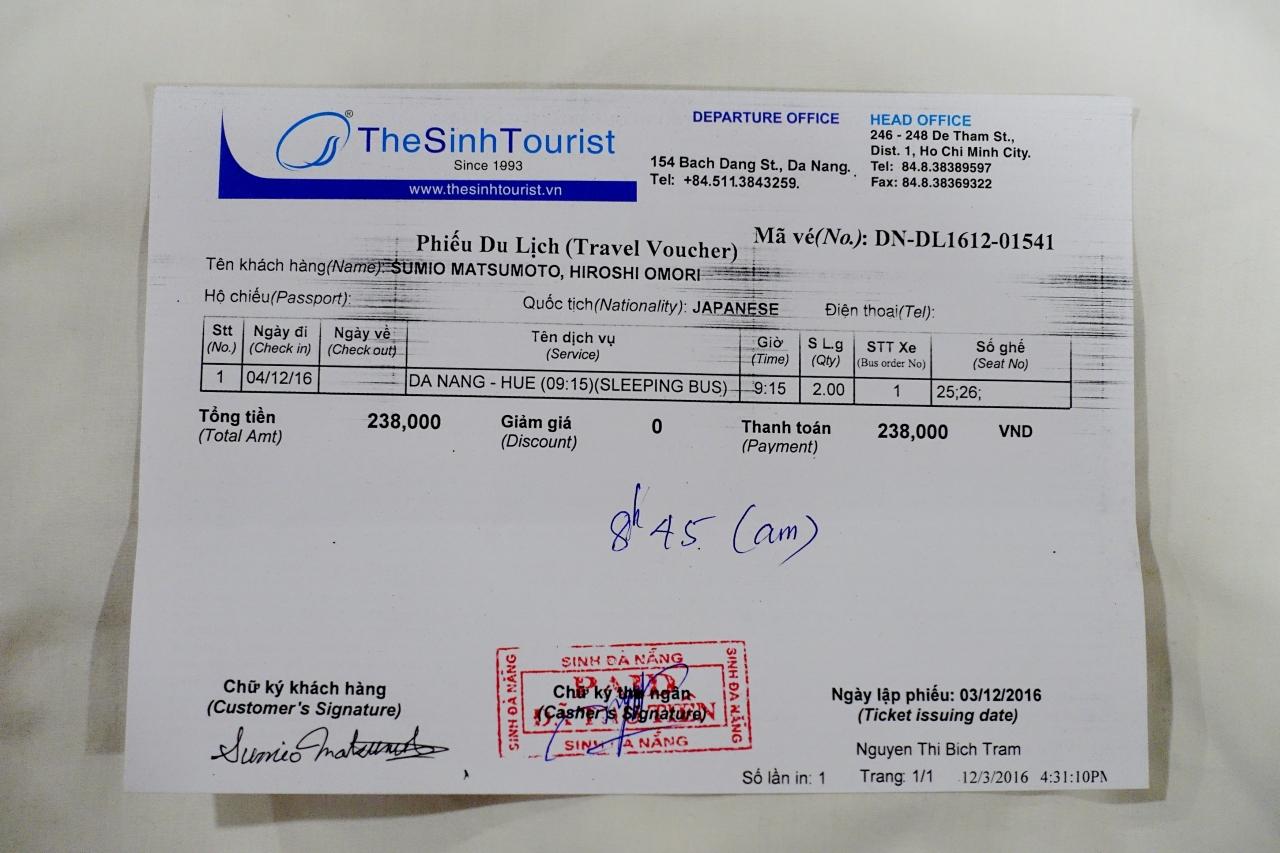 TheSinhTourist®
Since 1993
www.thesinhtourist.vn
DEPARTURE OFFICE
154 Bach Dang St., Da Nang.
Tel: +84.511.3843259.
HEAD OFFICE
246 - 248 De Tham St.,
Dist. 1, Ho Chi Minh City.
Tel: 84.8.38389597
Fax: 84.8.38369322
Phiếu Du Lịch (Travel Voucher)
Mã vé(No.): DN-DL1612-01541
Tên khách hàng(Name): SUMIO MATSUMOTO, HIROSHI OMORI
Hộ chiếu(Passport): Quốc tịch(Nationality): JAPANESE Điện thoại(Tel):
Stt Ngày đi Ngày về Tên dịch vụ Giờ S L.g STT Xe Số ghế
(No.) (Check in) (Check out) (Service) (Time) (Qty) (Bus order No) (Seat No)
1 04/12/16 DA NANG - HUE (09:15)(SLEEPING BUS) 9:15 2.00 1 25;26;
Tổng tiền 238,000 Giảm giá 0 Thanh toán 238,000 VND
(Total Amt) (Discount) (Payment)
8h 45 (am)
SINH ĐÀ NẴNG
SINH ĐÀ NẴNG
SINH ĐÀ NẴNG
PAID
ĐÃ THU TIỀN
SINH ĐÀ NẴNG
Chữ ký khách hàng Chữ ký thu ngân Ngày lập phiếu: 03/12/2016
(Customer's Signature) (Casher's Signature) (Ticket issuing date)
Sumio Matsumoto
Nguyen Thi Bich Tram
Số lần in: 1 Trang: 1/1 12/3/2016 4:31:10PM